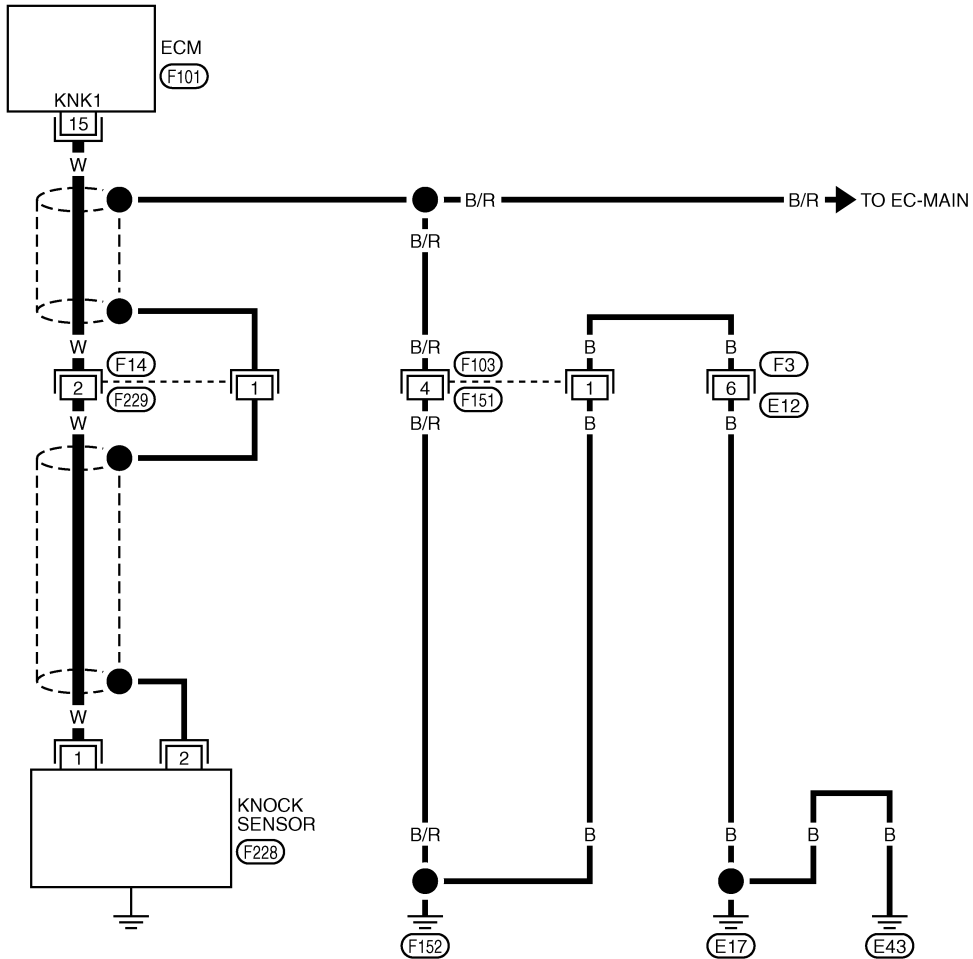 ECM
F101
KNK1
15
W
B/R B/R TO EC-MAIN
B/R
W B/R B B
F14 F103 F3
2 1 4 1 6
F229 F151 E12
W B/R B B
W
1 2
KNOCK
SENSOR
F228
B/R B B B B
F152 E17 E43